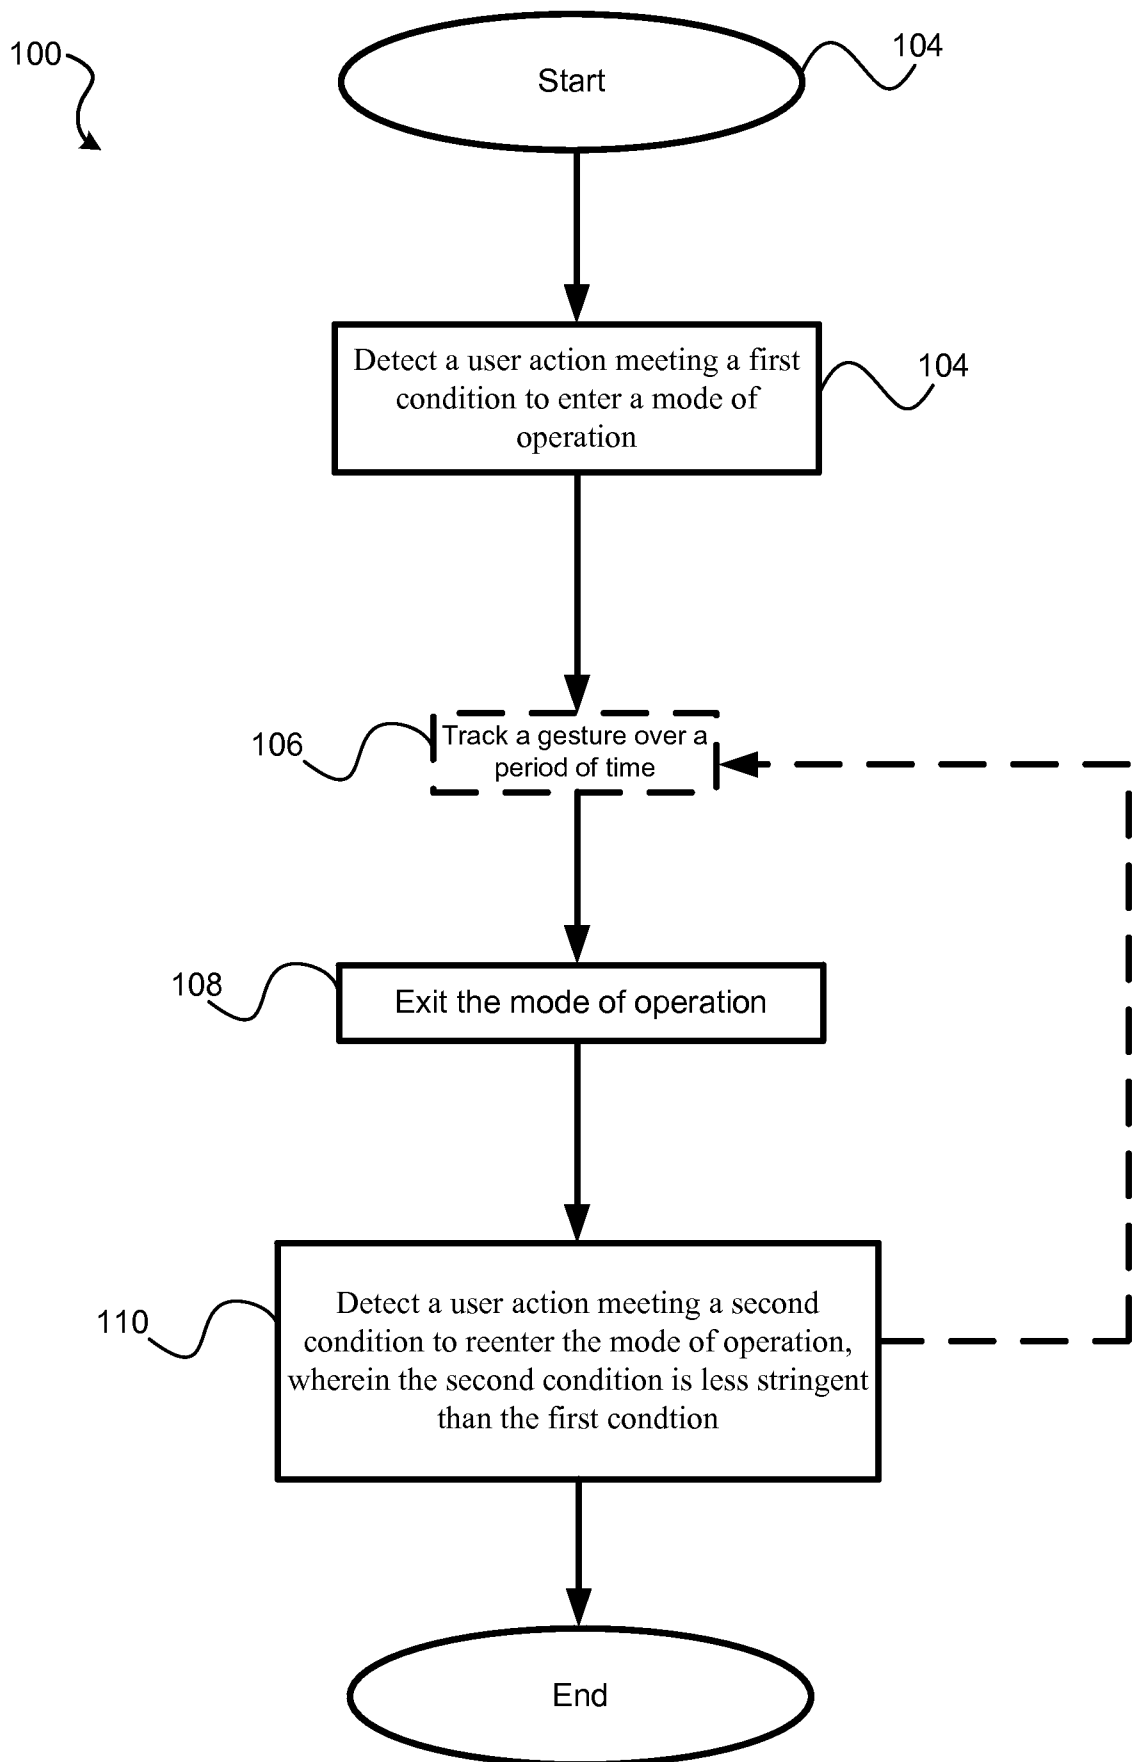 100
Start
104
Detect a user action meeting a first
condition to enter a mode of
operation
104
106
Track a gesture over a
period of time
108
Exit the mode of operation
110
Detect a user action meeting a second
condition to reenter the mode of operation,
wherein the second condition is less stringent
than the first condtion
End